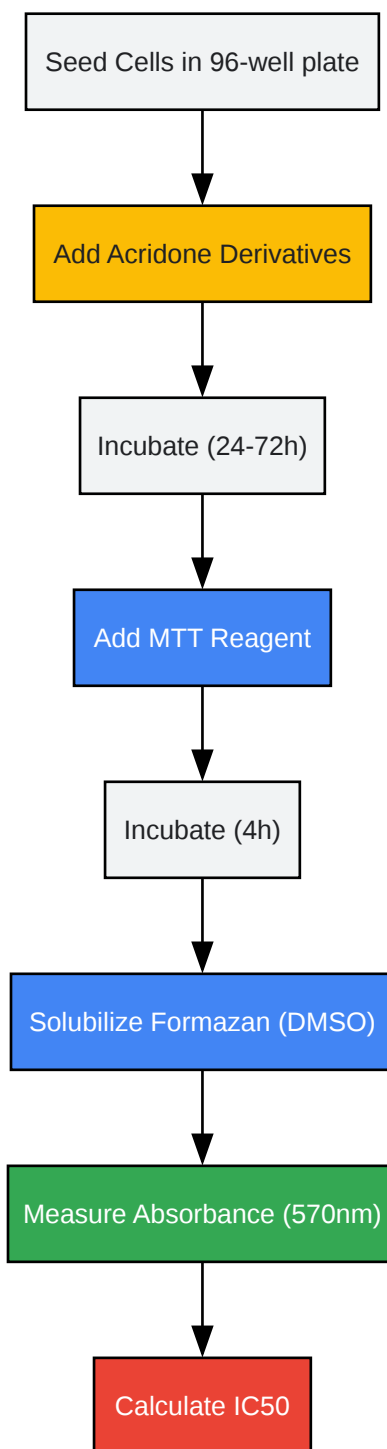 Seed Cells in 96-well plate
Add Acridone Derivatives
Incubate (24-72h)
Add MTT Reagent
Incubate (4h)
Solubilize Formazan (DMSO)
Measure Absorbance (570nm)
Calculate IC50